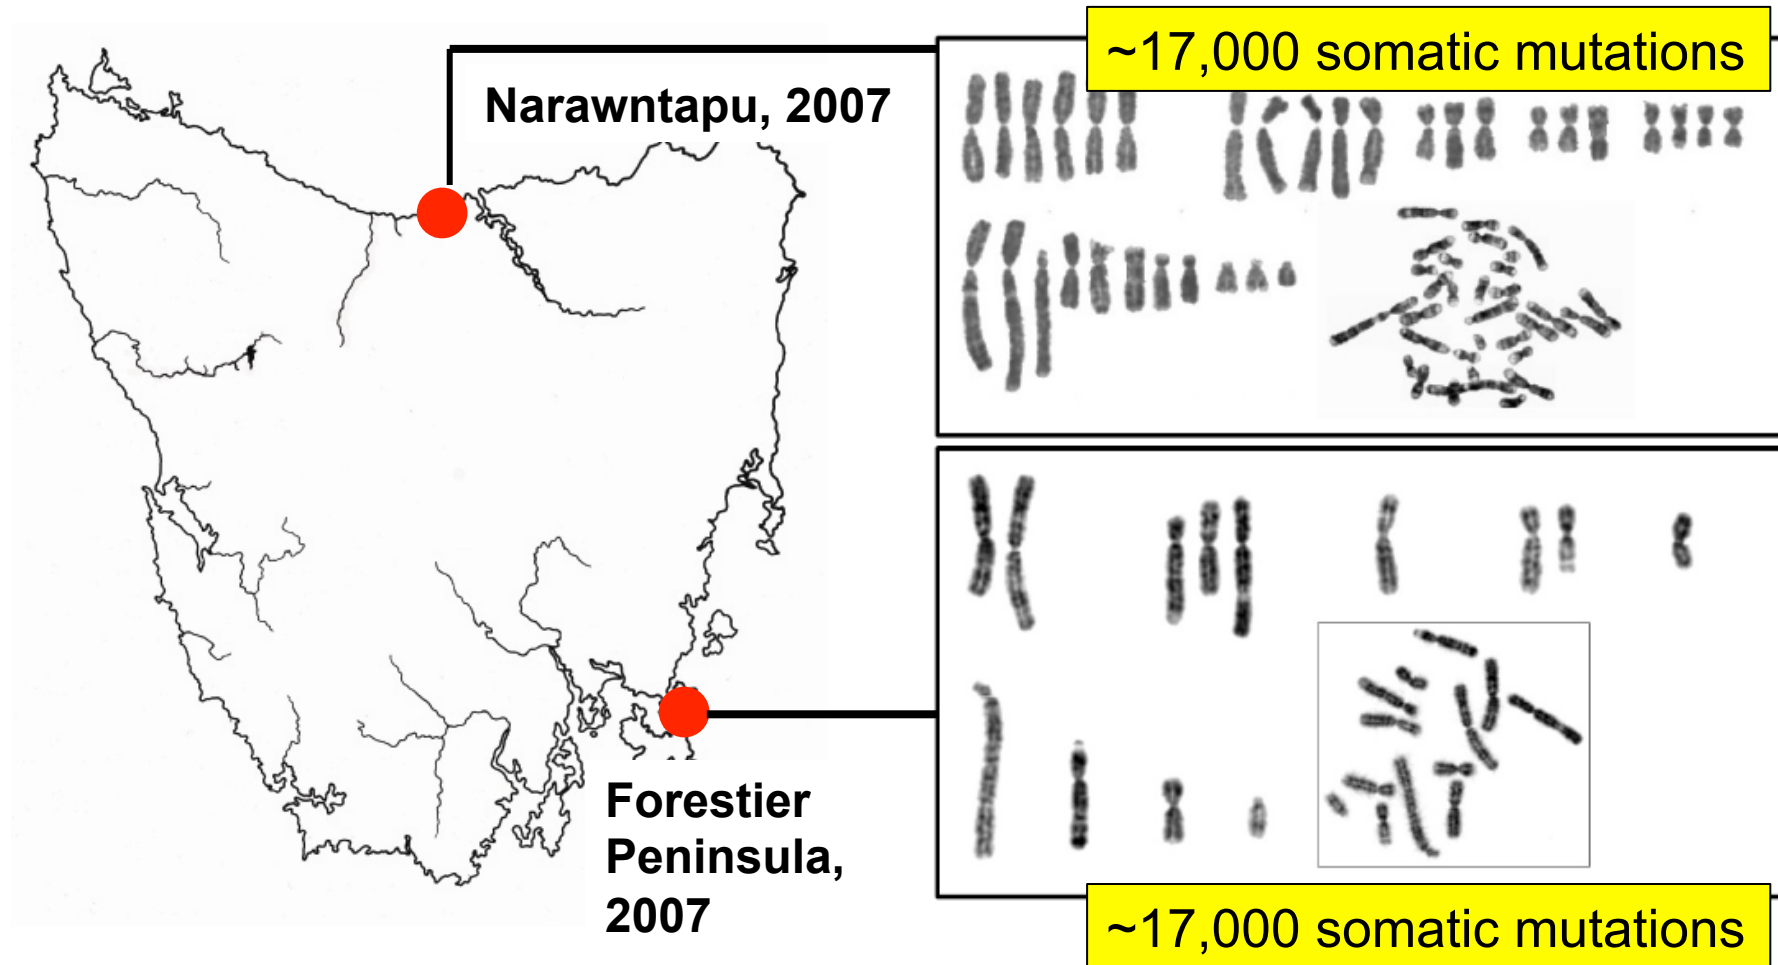 ~17,000 somatic mutations
Narawntapu, 2007
Forestier
Peninsula,
2007
~17,000 somatic mutations